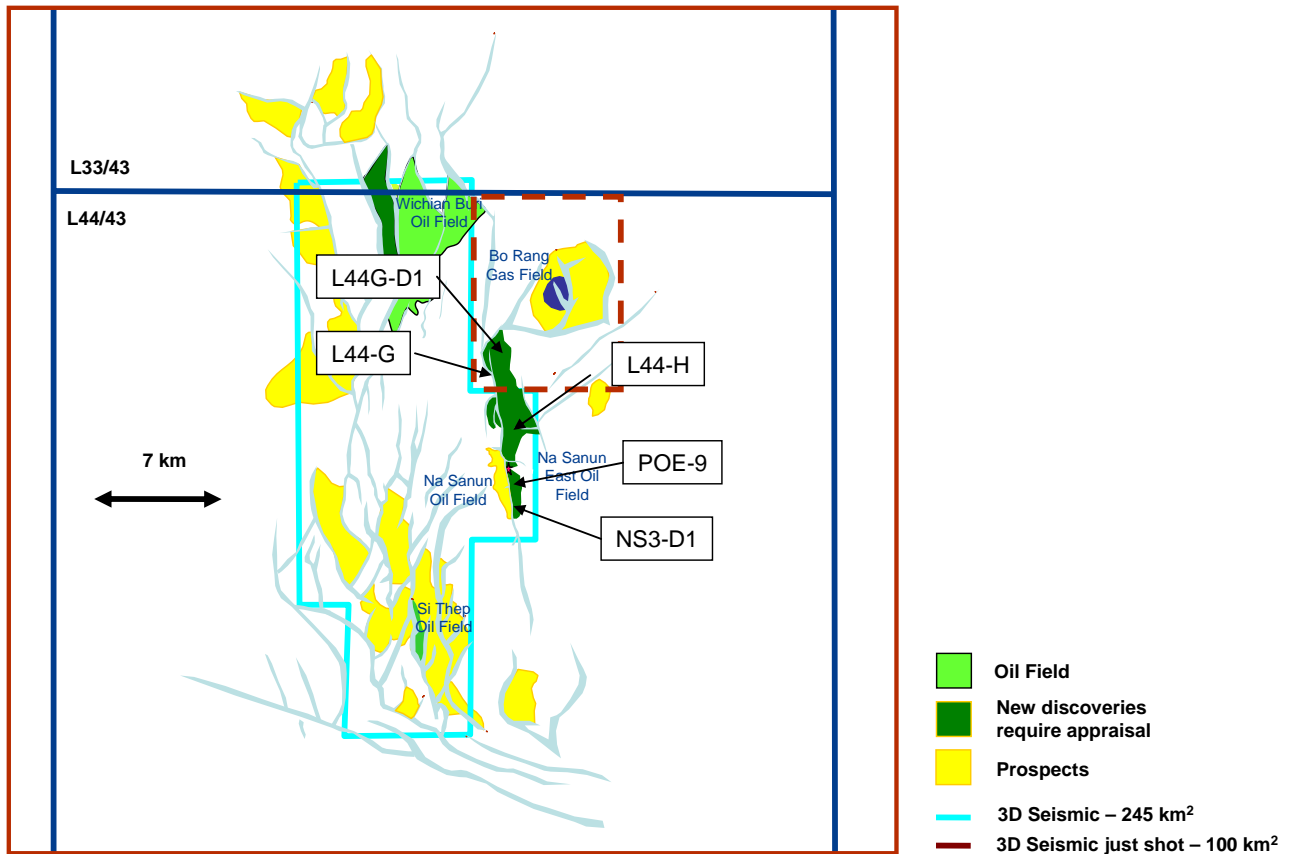 L33/43
L44/43
Wichian Buri
Oil Field
Bo Rang
Gas Field
L44G-D1
L44-G
L44-H
7 km
POE-9
Na Sanun
Oil Field
Na Sanun
East Oil
Field
NS3-D1
Si Thep
Oil Field
Oil Field
New discoveries
require appraisal
Prospects
3D Seismic – 245 km²
3D Seismic just shot – 100 km²